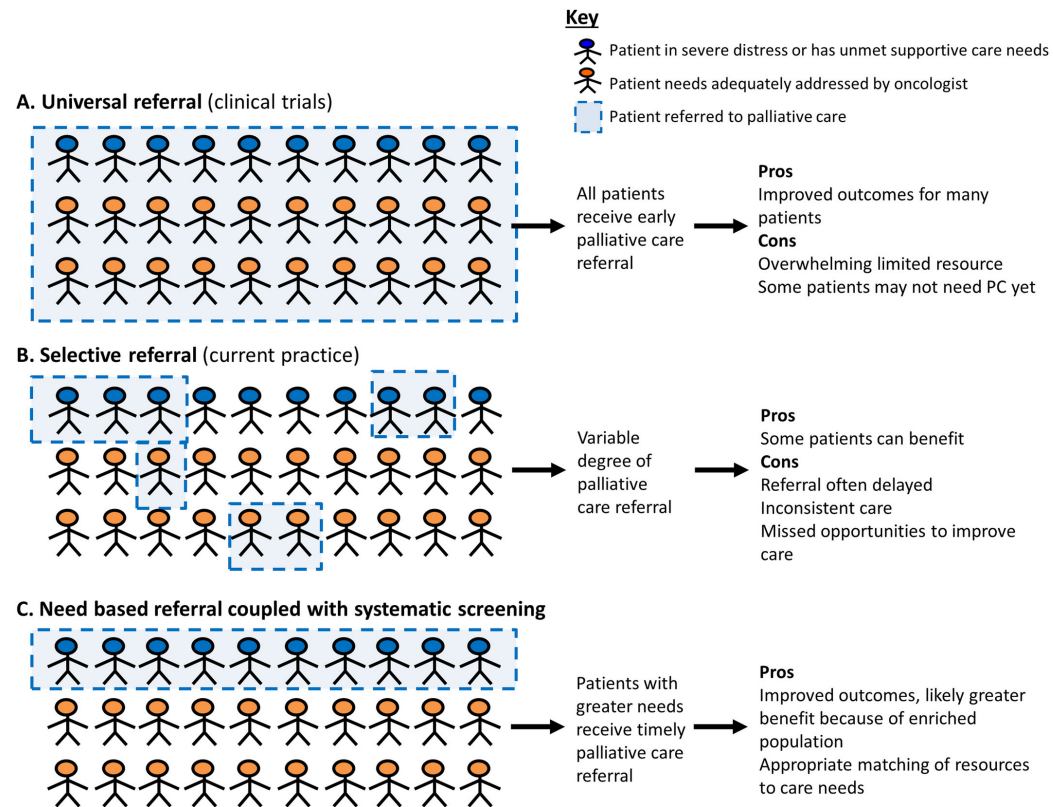 Key
Patient in severe distress or has unmet supportive care needs
Patient needs adequately addressed by oncologist
Patient referred to palliative care
A. Universal referral (clinical trials)
All patients
receive early
palliative care
referral
Pros
Improved outcomes for many
patients
Cons
Overwhelming limited resource
Some patients may not need PC yet
B. Selective referral (current practice)
Variable
degree of
palliative
care referral
Pros
Some patients can benefit
Cons
Referral often delayed
Inconsistent care
Missed opportunities to improve
care
C. Need based referral coupled with systematic screening
Patients with
greater needs
receive timely
palliative care
referral
Pros
Improved outcomes, likely greater
benefit because of enriched
population
Appropriate matching of resources
to care needs